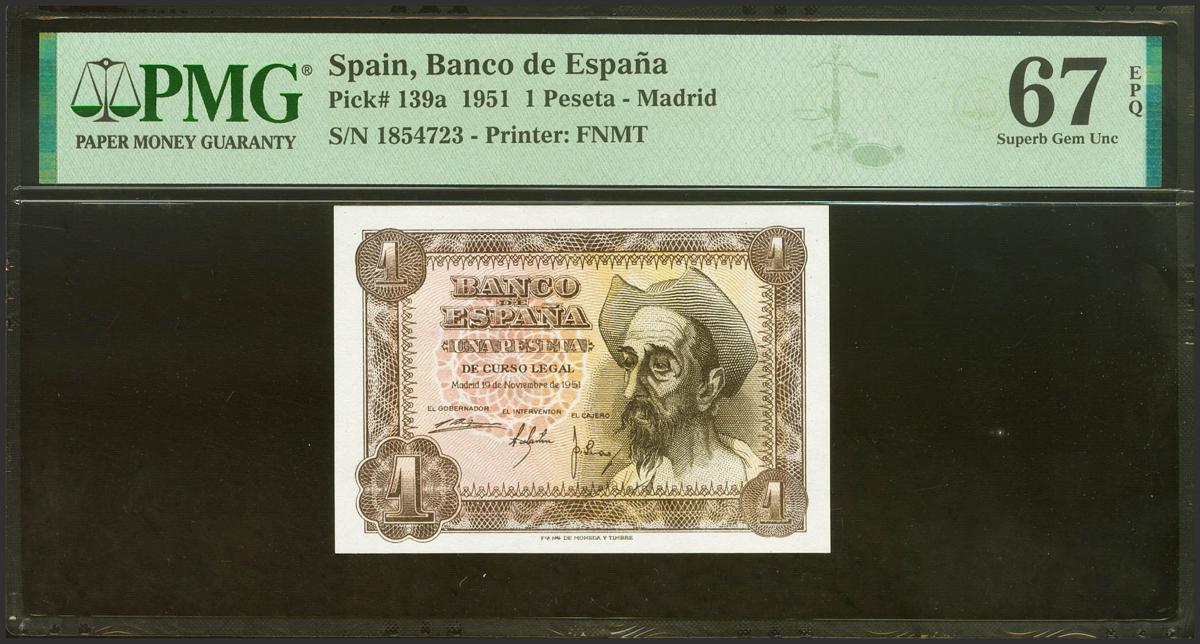 PMG®
PAPER MONEY GUARANTY
Spain, Banco de España
Pick# 139a 1951 1 Peseta - Madrid
S/N 1854723 - Printer: FNMT
67
EPQ
Superb Gem Unc
1
1
BANCO
DE
ESPAÑA
UNA PESETA
DE CURSO LEGAL
Madrid 19 de Noviembre de 1951
EL GOBERNADOR EL INTERVENTOR EL CAJERO
1
1
DE MONEDA Y TIMBRE